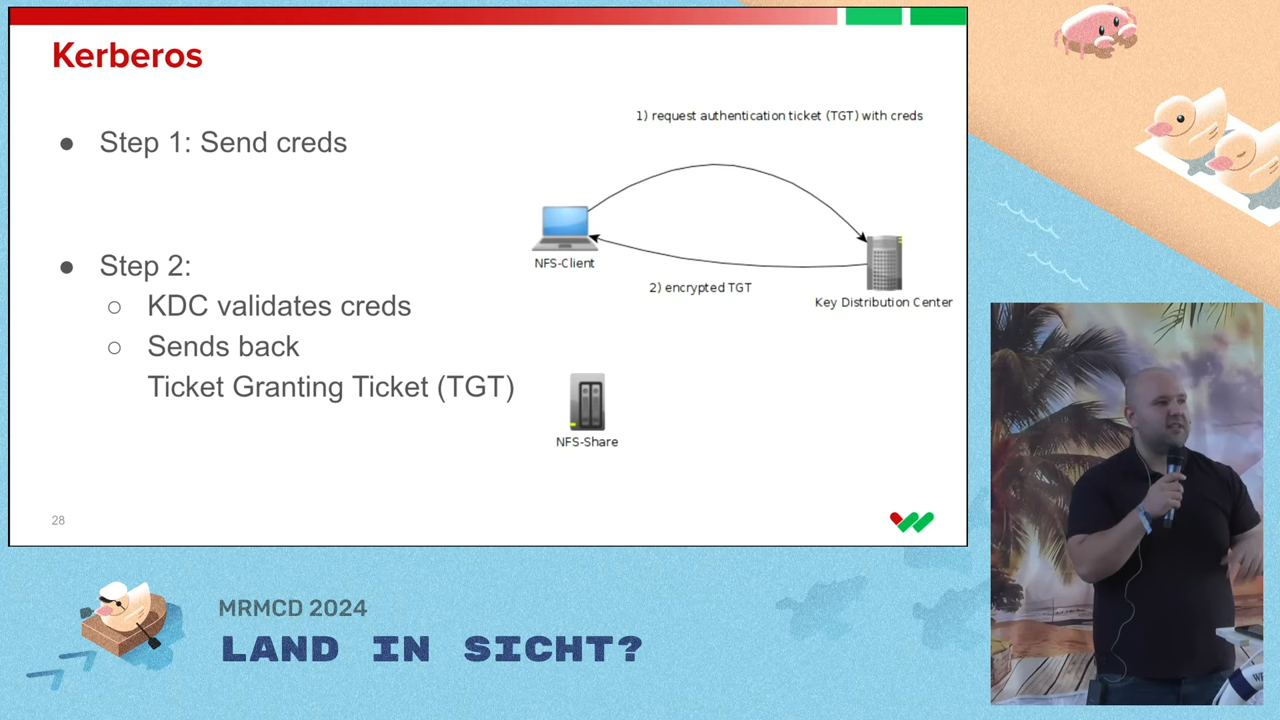 Kerberos
● Step 1: Send creds
● Step 2:
○ KDC validates creds
○ Sends back
Ticket Granting Ticket (TGT)
1) request authentication ticket (TGT) with creds
NFS-Client
2) encrypted TGT
Key Distribution Center
NFS-Share
28
MRMCD 2024
LAND IN SICHT?